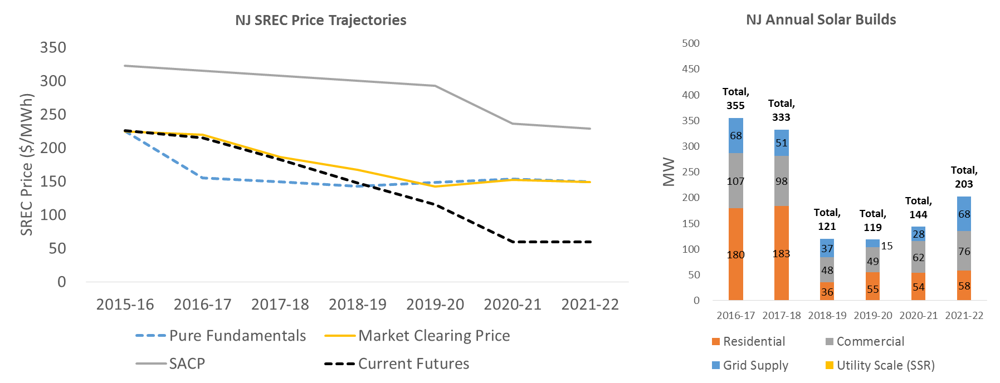 NJ SREC Price Trajectories
350
300
250
200
150
100
50
0
SREC Price ($/MWh)
2015-16 2016-17 2017-18 2018-19 2019-20 2020-21 2021-22
Pure Fundamentals Market Clearing Price
SACP Current Futures
NJ Annual Solar Builds
500
450
400
350
300
250
200
150
100
50
0
MW
Total,
355
68
107
180
Total,
333
51
98
183
Total,
121
37
48
36
Total,
119
15
49
55
Total,
144
28
62
54
Total,
203
68
76
58
2016-17 2017-18 2018-19 2019-20 2020-21 2021-22
Residential Commercial
Grid Supply Utility Scale (SSR)